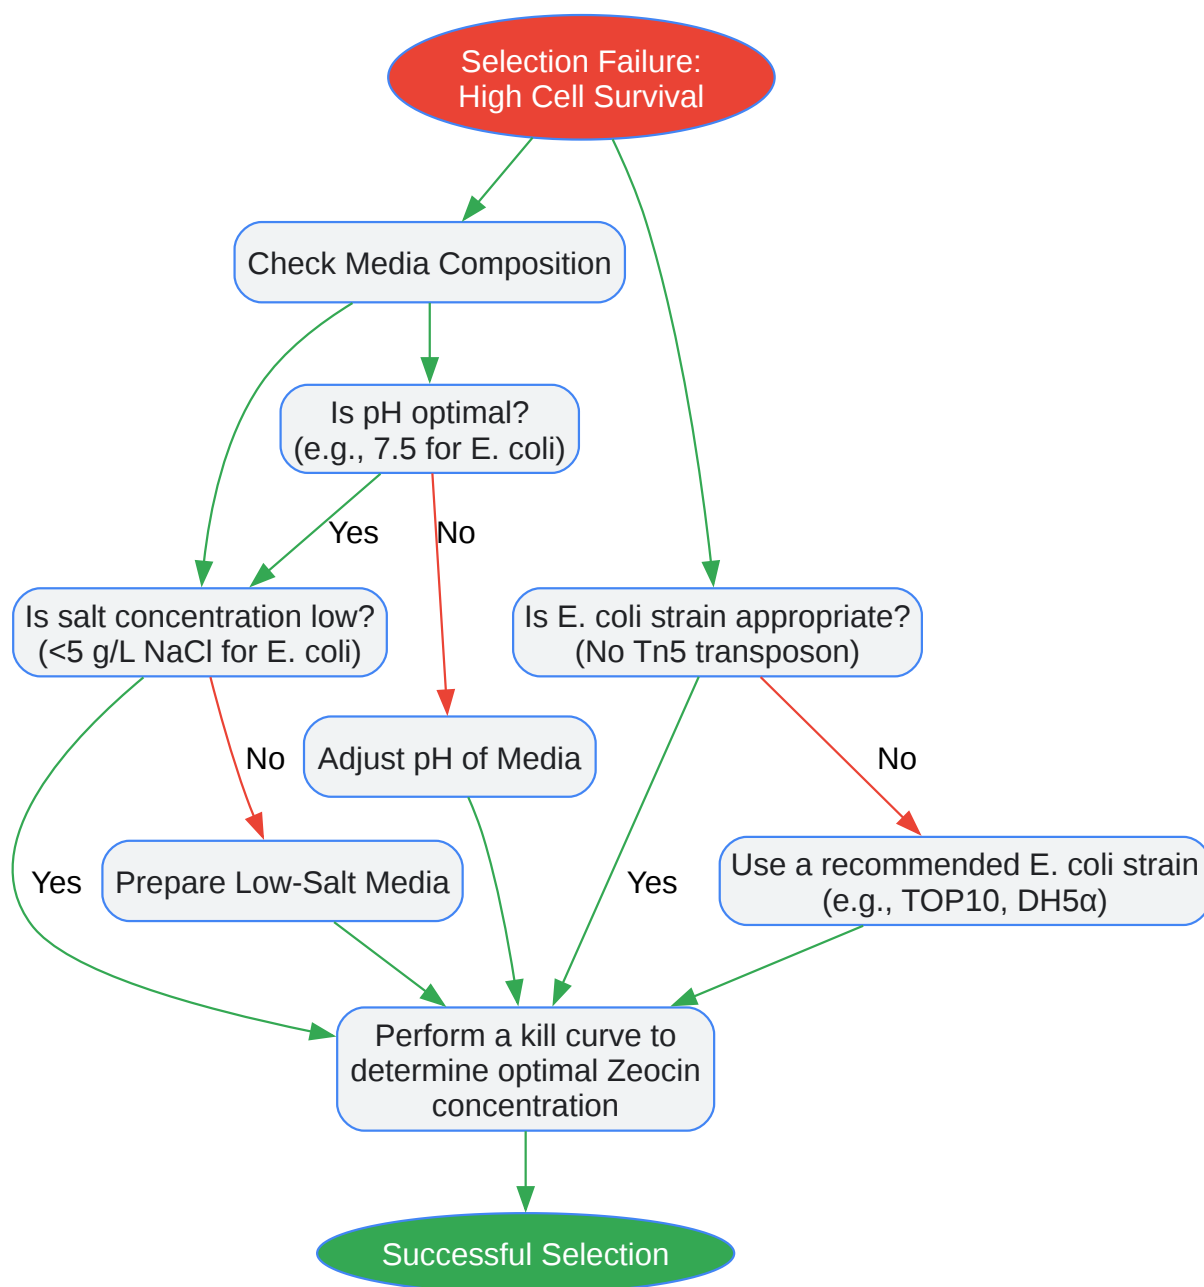 Selection Failure:
High Cell Survival
Check Media Composition
Is pH optimal?
(e.g., 7.5 for E. coli)
Yes
No
Is salt concentration low?
(<5 g/L NaCl for E. coli)
Is E. coli strain appropriate?
(No Tn5 transposon)
No
Adjust pH of Media
No
Yes
Prepare Low-Salt Media
Yes
Use a recommended E. coli strain
(e.g., TOP10, DH5α)
Perform a kill curve to
determine optimal Zeocin
concentration
Successful Selection